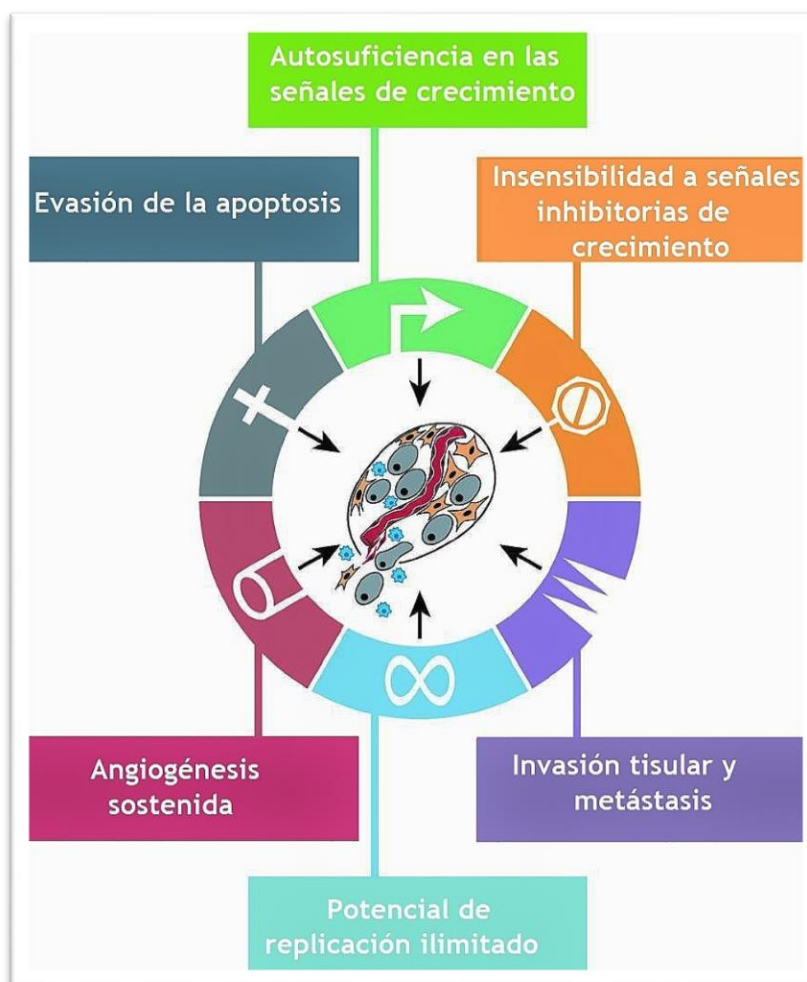 Autosuficiencia en las
señales de crecimiento
Evasión de la apoptosis
Insensibilidad a señales
inhibitorias de
crecimiento
Angiogénesis
sostenida
Invasión tisular y
metástasis
Potencial de
replicación ilimitado